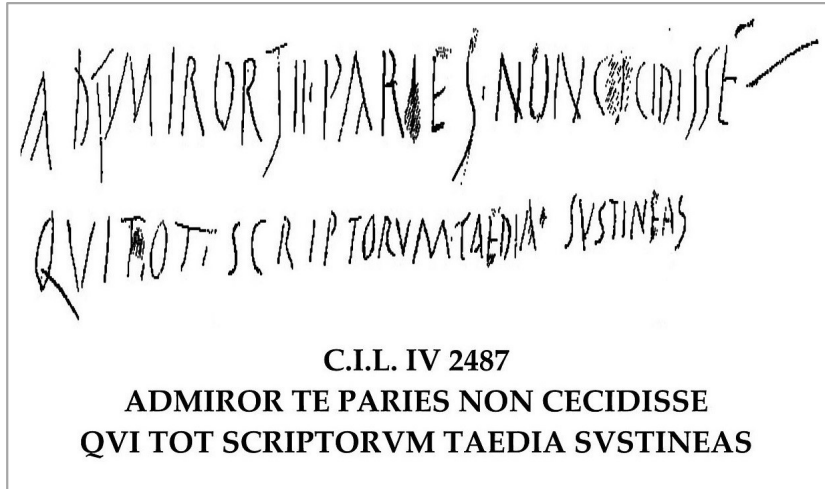 ADMIROR TII·PARIES·NON CECIDISSE
QVI TOT SCRIPTORVM·TAEDIA· SVSTINEAS
C.I.L. IV 2487
ADMIROR TE PARIES NON CECIDISSE
QVI TOT SCRIPTORVM TAEDIA SVSTINEAS